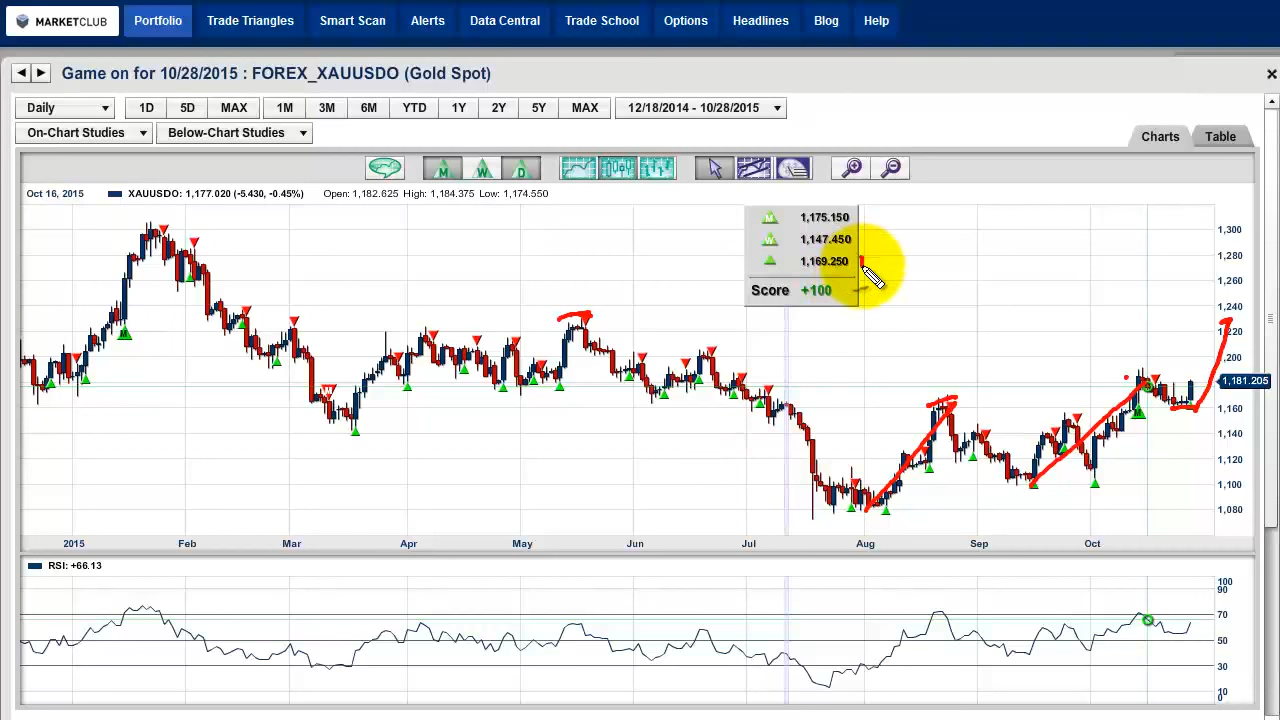 MARKETCLUB Portfolio Trade Triangles Smart Scan Alerts Data Central Trade School Options Headlines Blog Help
Game on for 10/28/2015 : FOREX_XAUUSDO (Gold Spot)
Daily 1D 5D MAX 1M 3M 6M YTD 1Y 2Y 5Y MAX 12/18/2014 - 10/28/2015
On-Chart Studies Below-Chart Studies Charts Table
M W D
Oct 16, 2015 XAUUSDO: 1,177.020 (-5.430, -0.45%) Open: 1,182.625 High: 1,184.375 Low: 1,174.550
M 1,175.150
W 1,147.450
1,169.250
Score +100
1,300
1,280
1,260
1,240
1,220
1,200
1,181.205
1,160
1,140
1,120
1,100
1,080
2015 Feb Mar Apr May Jun Jul Aug Sep Oct
RSI: +66.13
100
90
70
50
30
10
0